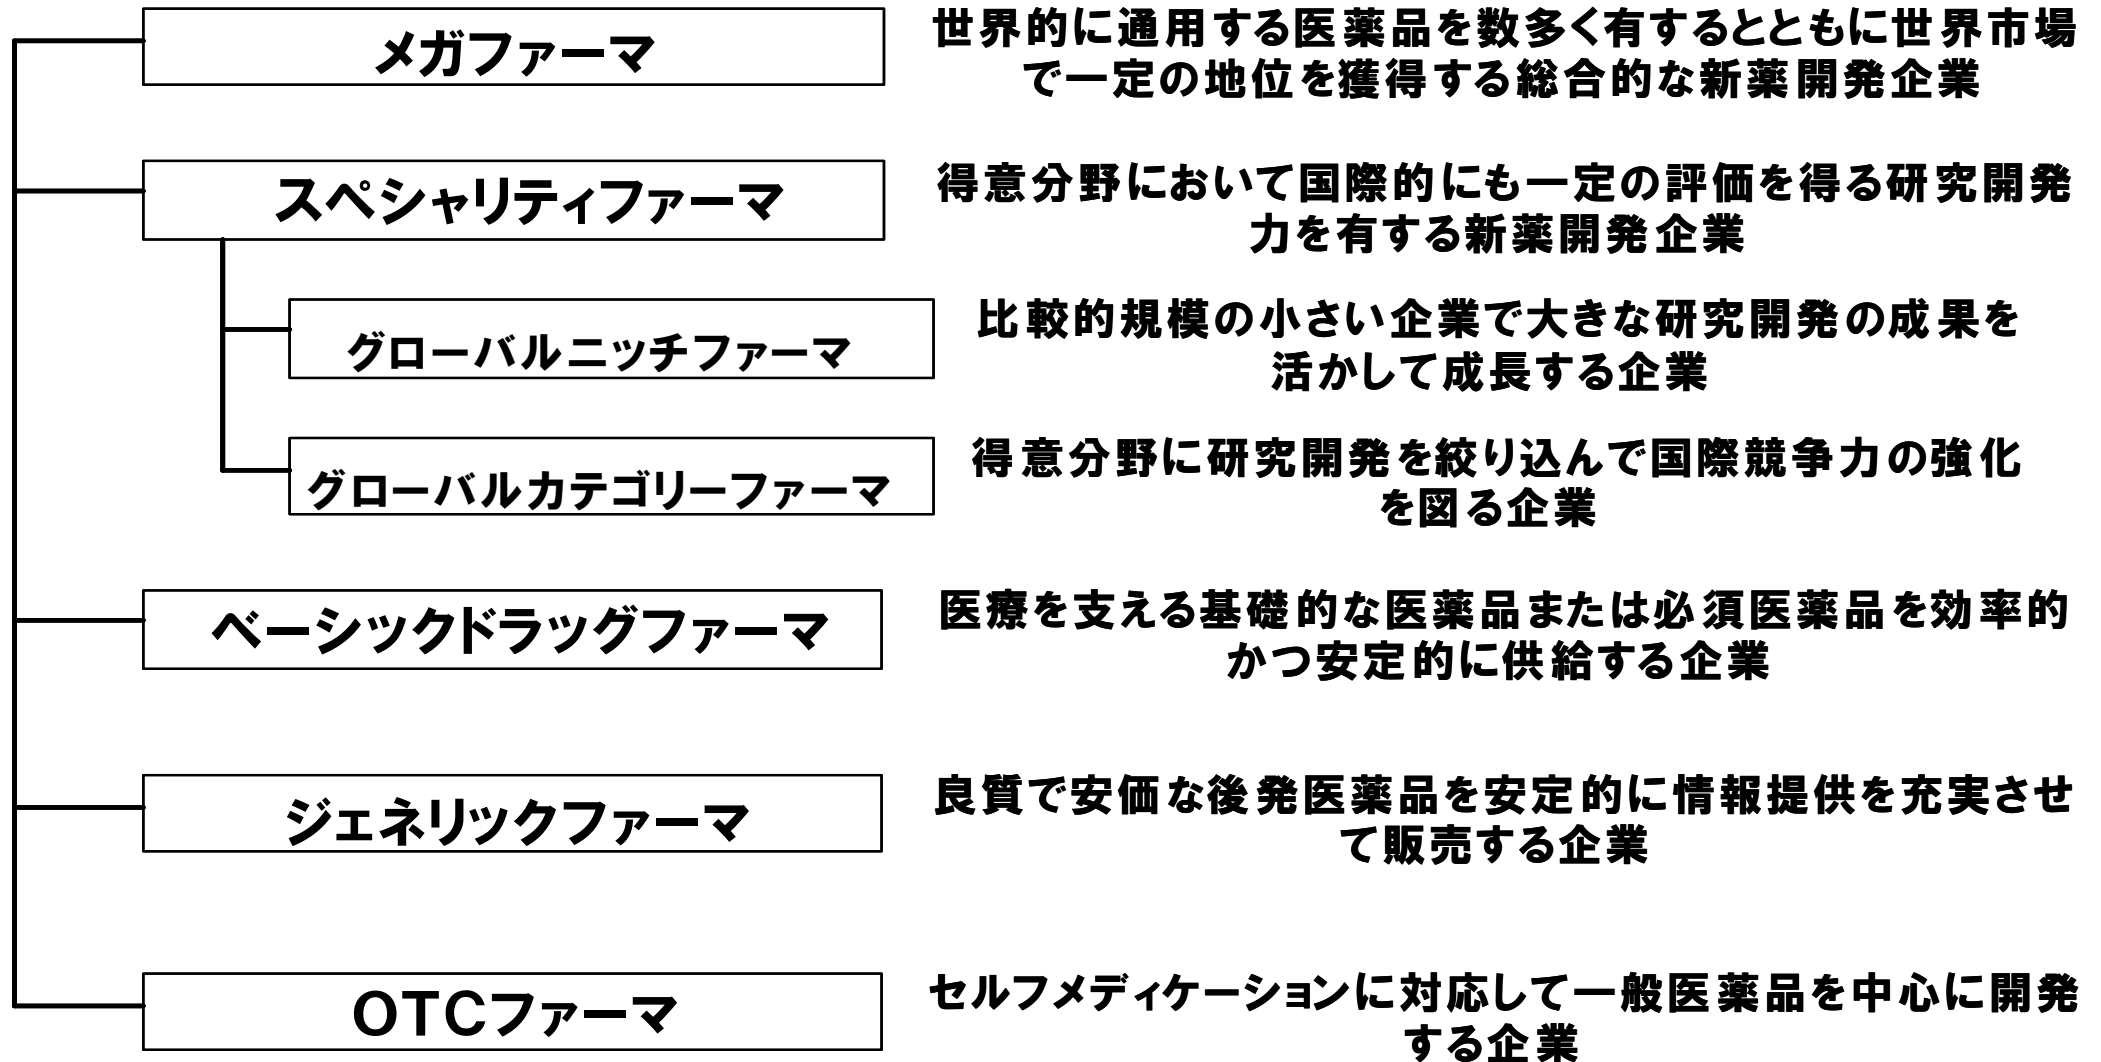 メガファーマ
世界的に通用する医薬品を数多く有するとともに世界市場
で一定の地位を獲得する総合的な新薬開発企業
スペシャリティファーマ
得意分野において国際的にも一定の評価を得る研究開発
力を有する新薬開発企業
グローバルニッチファーマ
比較的規模の小さい企業で大きな研究開発の成果を
活かして成長する企業
グローバルカテゴリーファーマ
得意分野に研究開発を絞り込んで国際競争力の強化
を図る企業
ベーシックドラッグファーマ
医療を支える基礎的な医薬品または必須医薬品を効率的
かつ安定的に供給する企業
ジェネリックファーマ
良質で安価な後発医薬品を安定的に情報提供を充実させ
て販売する企業
OTCファーマ
セルフメディケーションに対応して一般医薬品を中心に開発
する企業